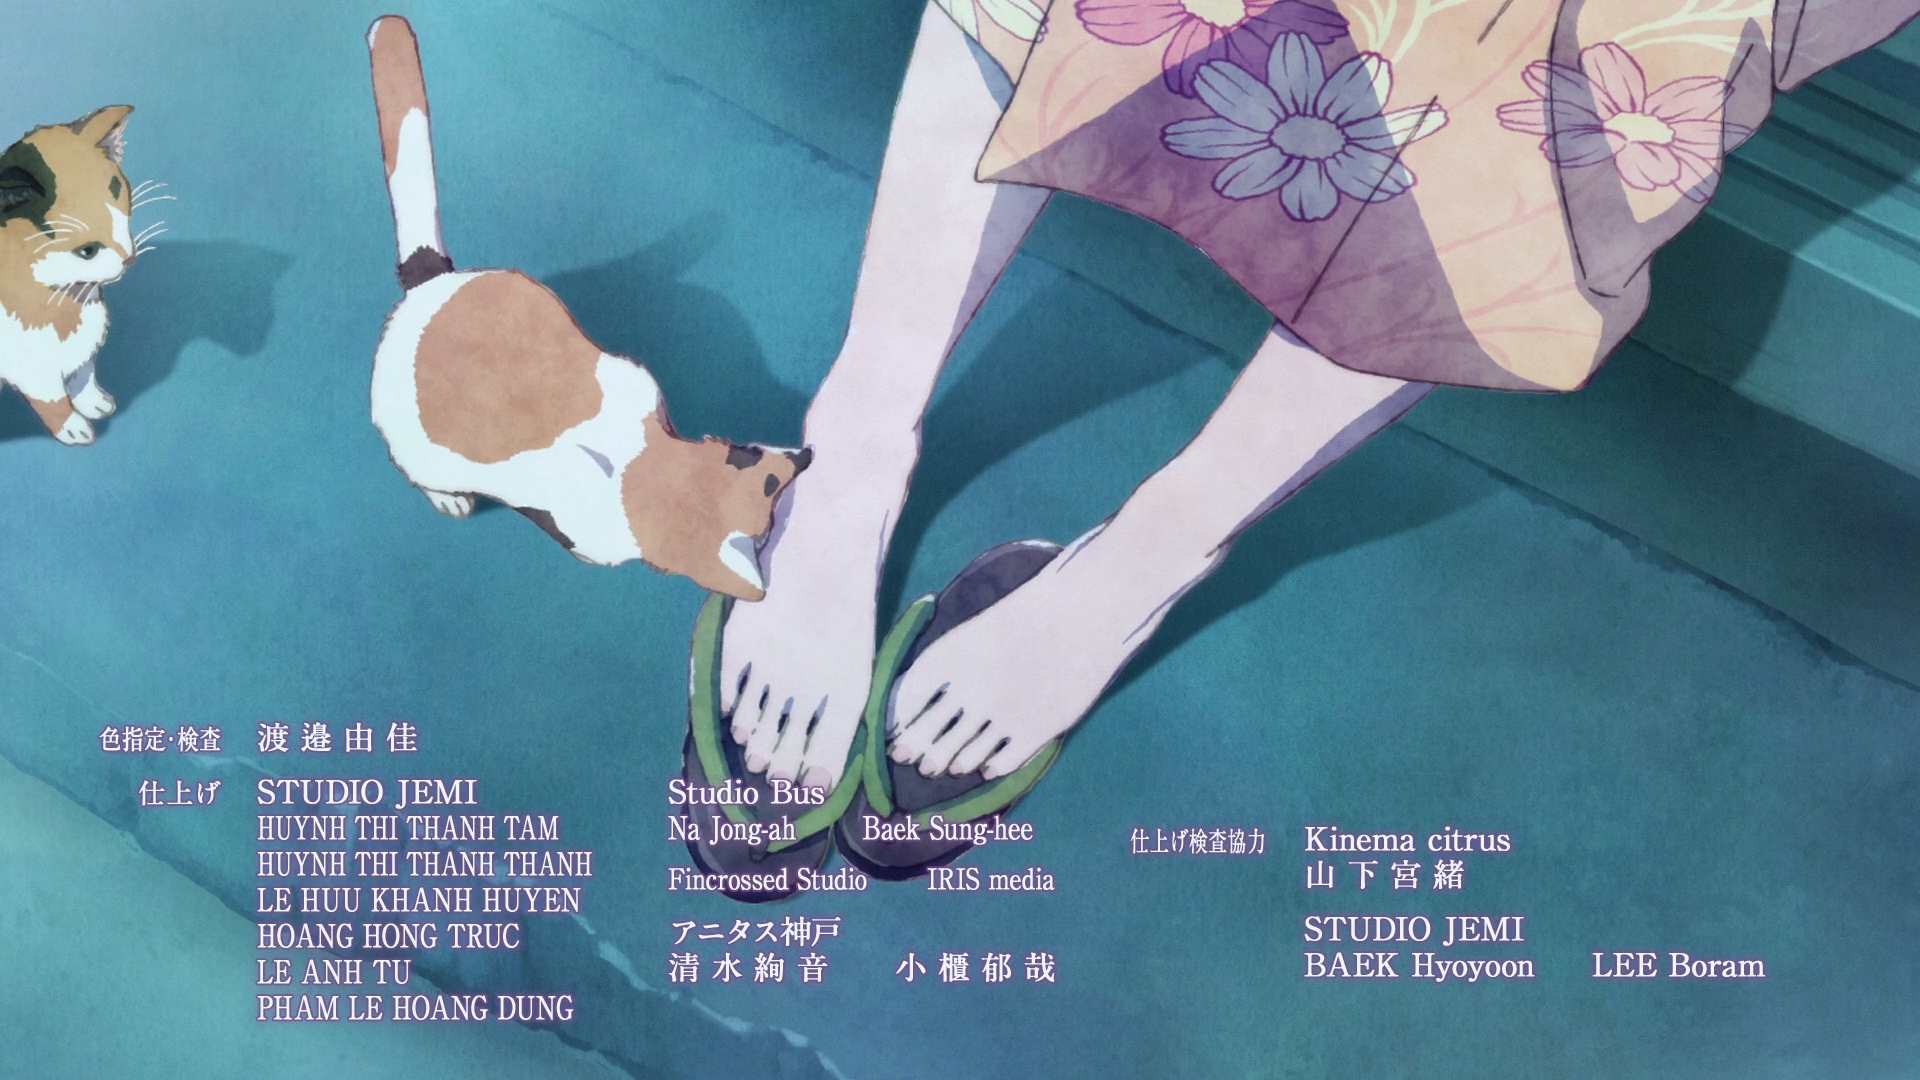 色指定・検査 渡邉由佳
仕上げ STUDIO JEMI
HUYNH THI THANH TAM
HUYNH THI THANH THANH
LE HUU KHANH HUYEN
HOANG HONG TRUC
LE ANH TU
PHAM LE HOANG DUNG
Studio Bus
Na Jong-ah Baek Sung-hee
Fincrossed Studio IRIS media
アニタス神戸
清水絢音 小櫃郁哉
仕上げ検査協力 Kinema citrus
山下宮緒
STUDIO JEMI
BAEK Hyoyoon LEE Boram